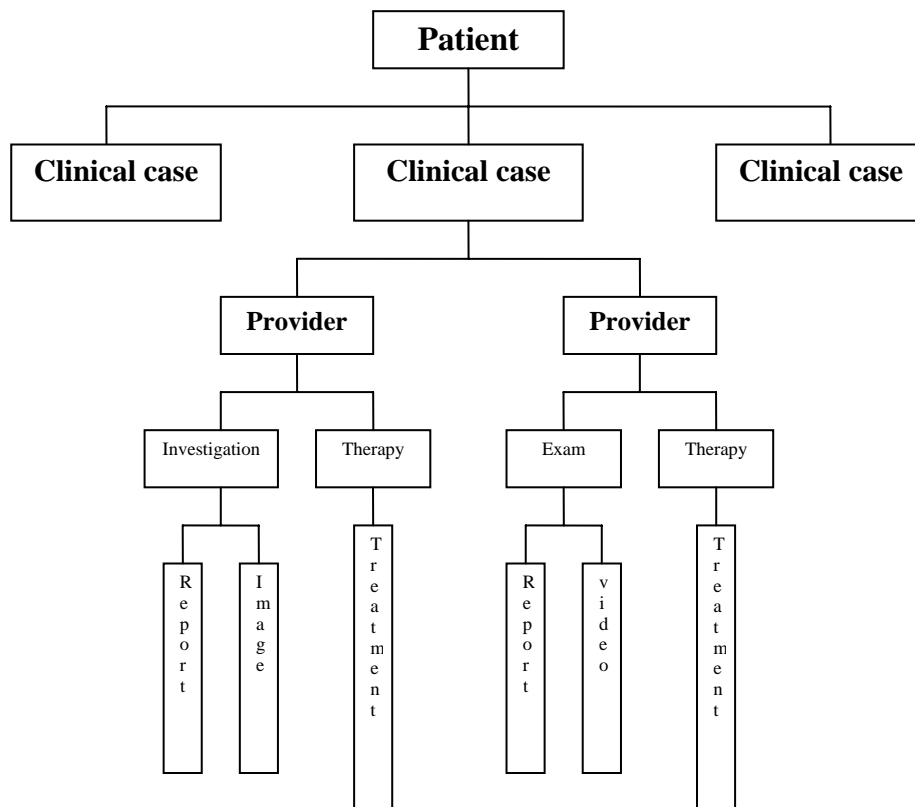 Patient
Clinical case
Clinical case
Clinical case
Provider
Provider
Investigation
Therapy
Exam
Therapy
Report
Image
Treatment
Report
video
Treatment